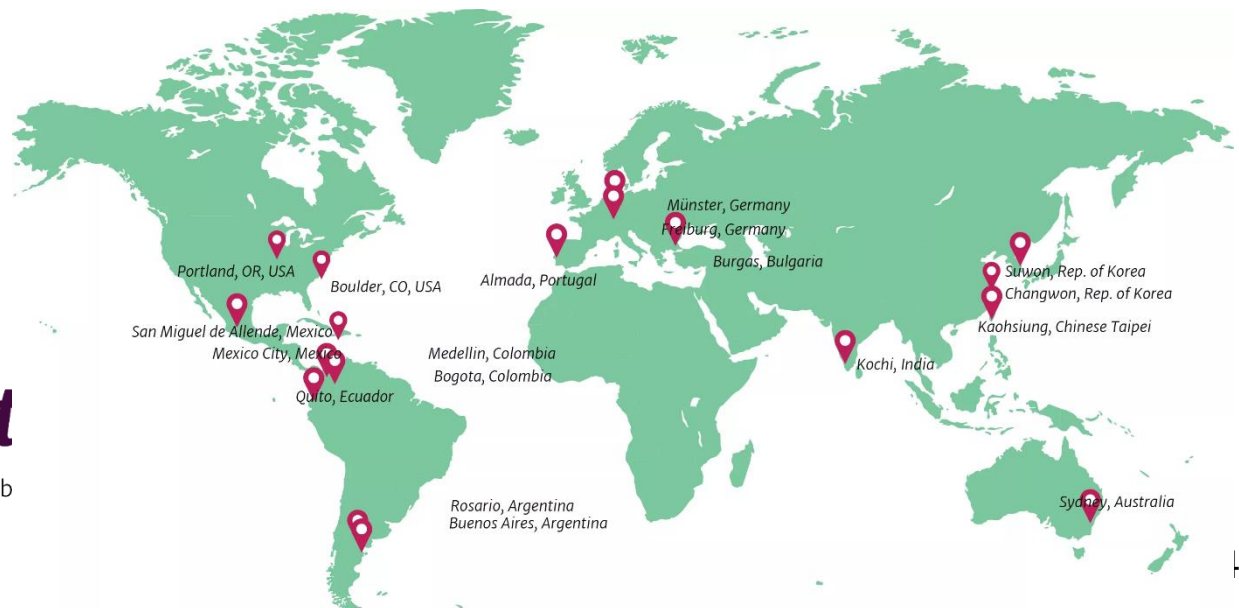 Münster, Germany
Freiburg, Germany
Burgas, Bulgaria
Portland, OR, USA
Boulder, CO, USA
Almada, Portugal
Suwon, Rep. of Korea
Changwon, Rep. of Korea
Kaohsiung, Chinese Taipei
San Miguel de Allende, Mexico
Mexico City, Mexico
Medellin, Colombia
Bogota, Colombia
Kochi, India
Quito, Ecuador
t
b
Rosario, Argentina
Buenos Aires, Argentina
Sydney, Australia